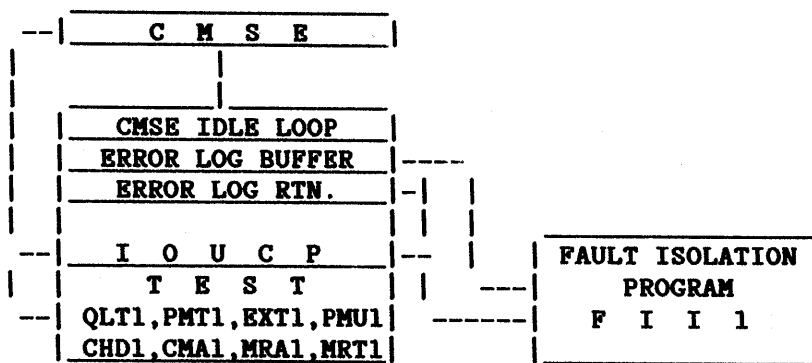 C M S E
CMSE IDLE LOOP
ERROR LOG BUFFER
ERROR LOG RTN.
I O U C P
T E S T
QLT1,PMT1,EXT1,PMU1
CHD1,CMA1,MRA1,MRT1
FAULT ISOLATION
PROGRAM
F I I 1